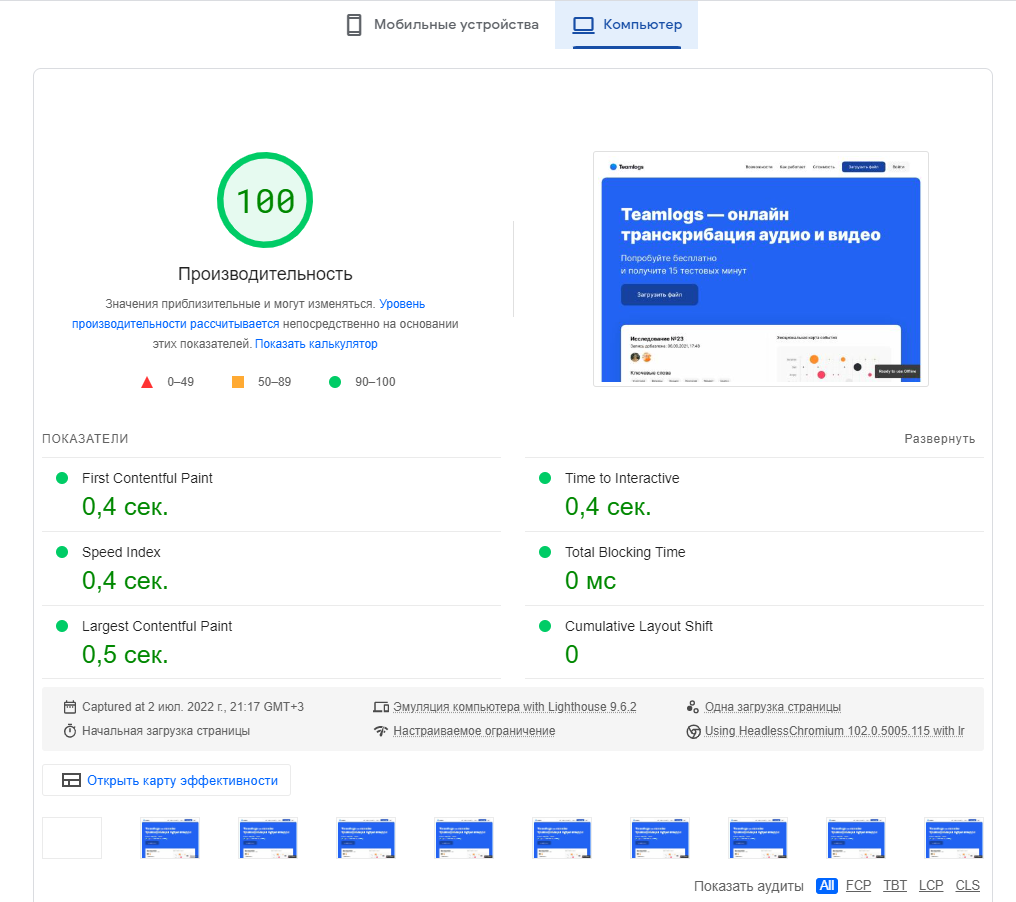 Мобильные устройства
Компьютер
100
Производительность
Значения приблизительные и могут изменяться. Уровень
производительности рассчитывается непосредственно на основании
этих показателей. Показать калькулятор
0–49
50–89
90–100
Teamlogs
Возможности Как работает Стоимость Загрузить файл Войти
Teamlogs — онлайн
транскрибация аудио и видео
Попробуйте бесплатно
и получите 15 тестовых минут
Загрузить файл
Исследование №23
Эмоциональная карта события
Ключевые слова
Ready to use Offline
ПОКАЗАТЕЛИ
Развернуть
First Contentful Paint
0,4 сек.
Time to Interactive
0,4 сек.
Speed Index
0,4 сек.
Total Blocking Time
0 мс
Largest Contentful Paint
0,5 сек.
Cumulative Layout Shift
0
Captured at 2 июл. 2022 г., 21:17 GMT+3
Эмуляция компьютера with Lighthouse 9.6.2
Одна загрузка страницы
Начальная загрузка страницы
Настраиваемое ограничение
Using HeadlessChromium 102.0.5005.115 with lr
Открыть карту эффективности
Показать аудиты All FCP TBT LCP CLS